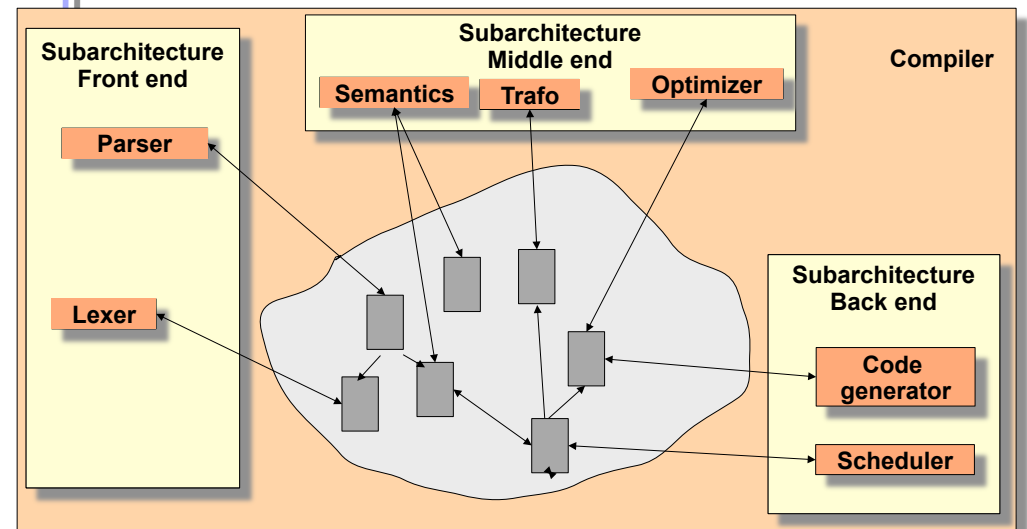 Subarchitecture
Front end
Parser
Lexer
Subarchitecture
Middle end
Semantics
Trafo
Optimizer
Compiler
Subarchitecture
Back end
Code
generator
Scheduler